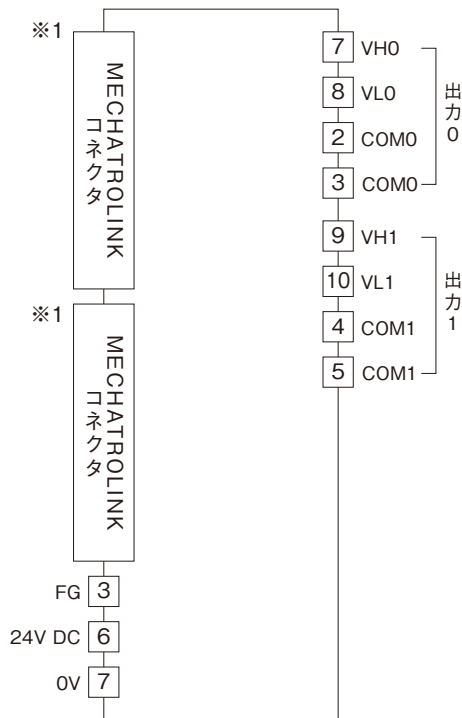 ※1
MECHATROLINK
コネクタ
※1
MECHATROLINK
コネクタ
FG 3
24V DC 6
0V 7
7 VH0
8 VL0
2 COM0
3 COM0
出力0
9 VH1
10 VL1
4 COM1
5 COM1
出力1